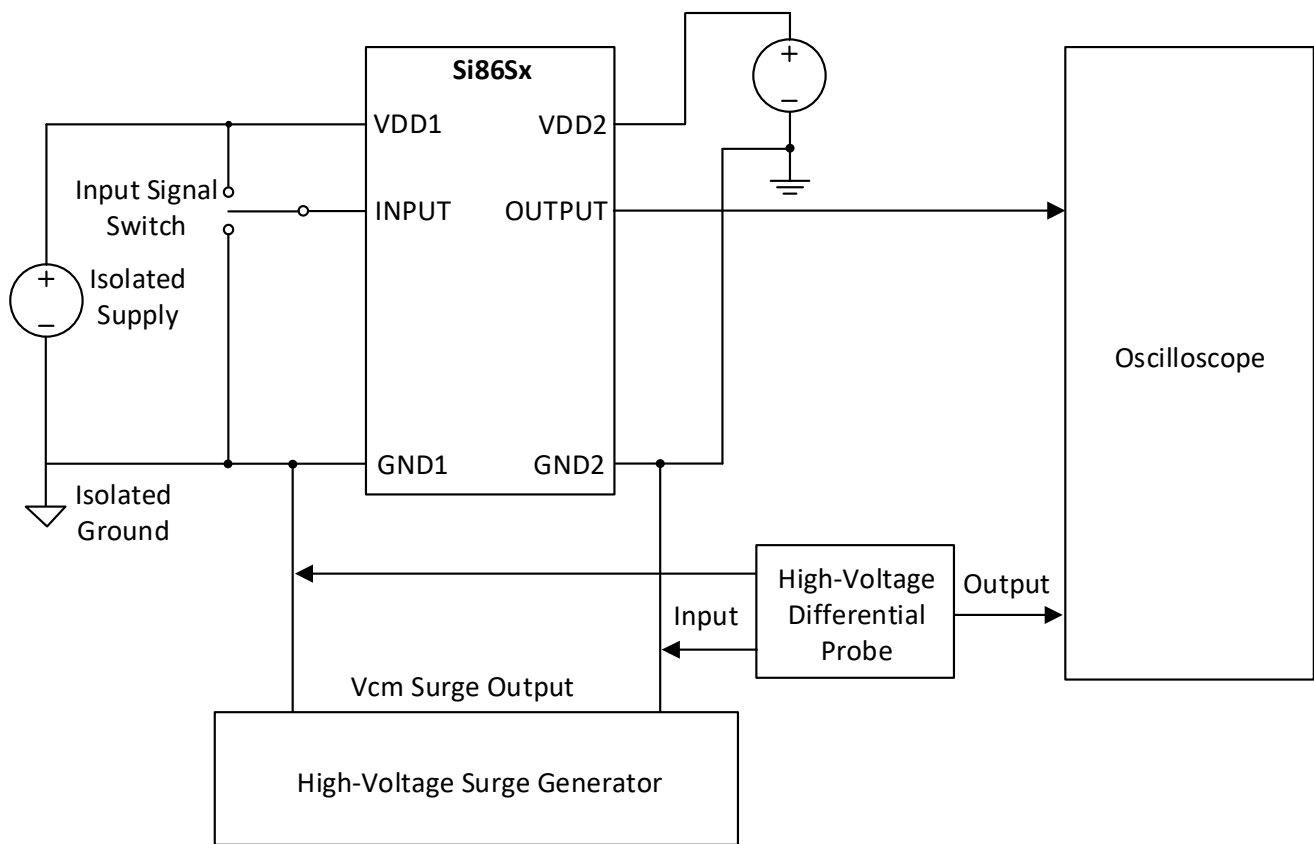 Si86Sx
VDD1
VDD2
+
−
Input Signal
Switch
INPUT
OUTPUT
+
−
Isolated
Supply
Oscilloscope
GND1
GND2
Isolated
Ground
High-Voltage
Differential
Probe
Output
Input
Vcm Surge Output
High-Voltage Surge Generator